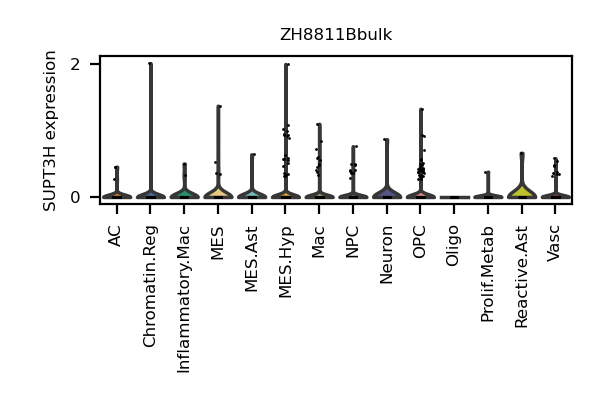 ZH8811Bbulk
SUPT3H expression
2
0
AC
Chromatin.Reg
Inflammatory.Mac
MES
MES.Ast
MES.Hyp
Mac
NPC
Neuron
OPC
Oligo
Prolif.Metab
Reactive.Ast
Vasc